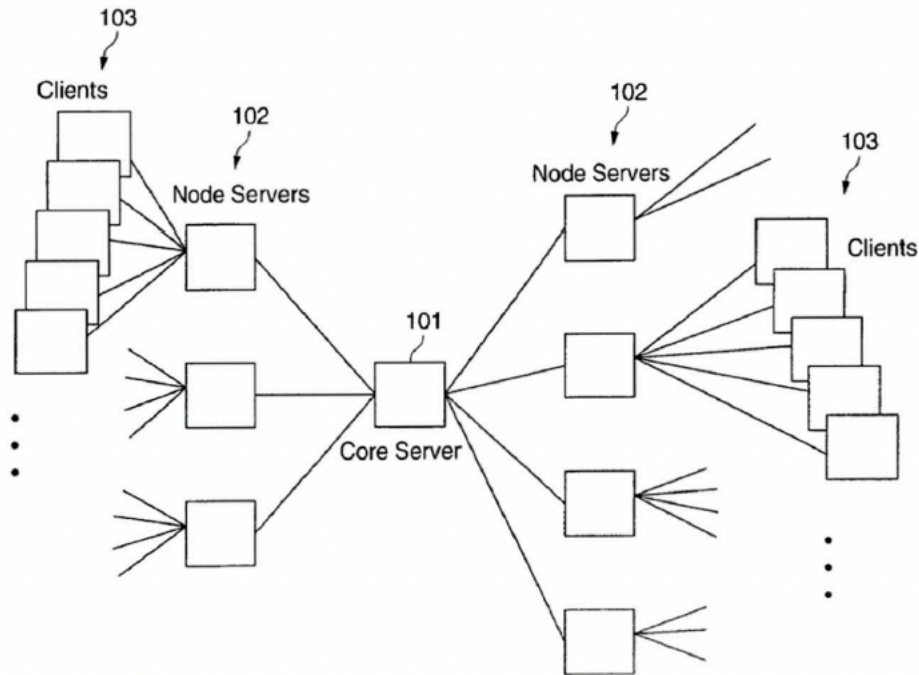 103
Clients
102
Node Servers
102
Node Servers
103
Clients
101
Core Server